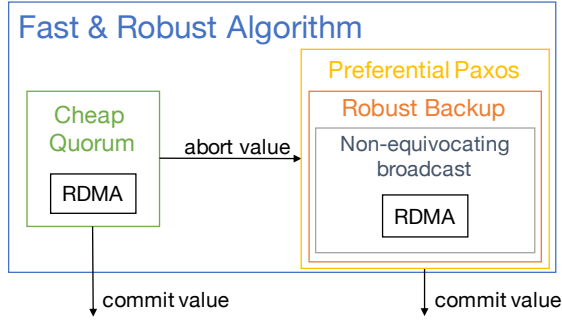 Fast & Robust Algorithm
Cheap
Quorum
RDMA
abort value
Preferential Paxos
Robust Backup
Non-equivocating
broadcast
RDMA
commit value
commit value